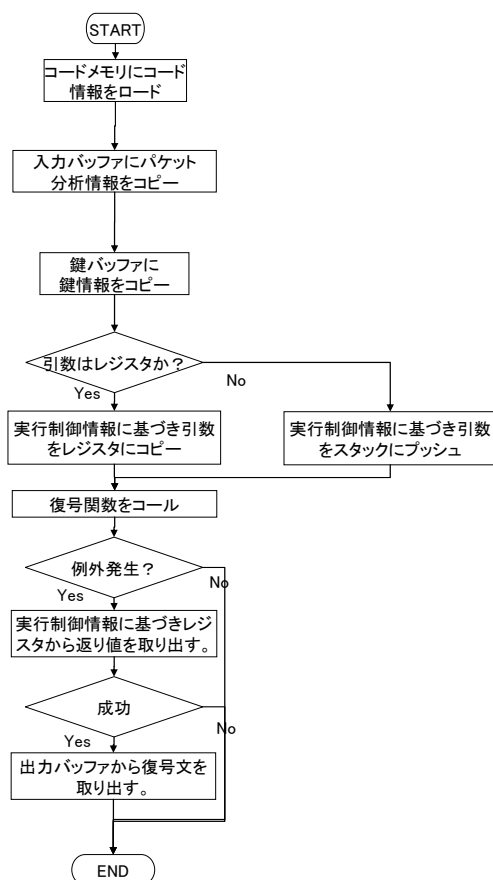 START
コードメモリにコード
情報をロード
入力バッファにパケット
分析情報をコピー
鍵バッファに
鍵情報をコピー
引数はレジスタか？
No
Yes
実行制御情報に基づき引数
をレジスタにコピー
実行制御情報に基づき引数
をスタックにプッシュ
復号関数をコール
例外発生？
No
Yes
実行制御情報に基づきレジ
スタから返り値を取り出す。
成功
No
Yes
出力バッファから復号文を
取り出す。
END